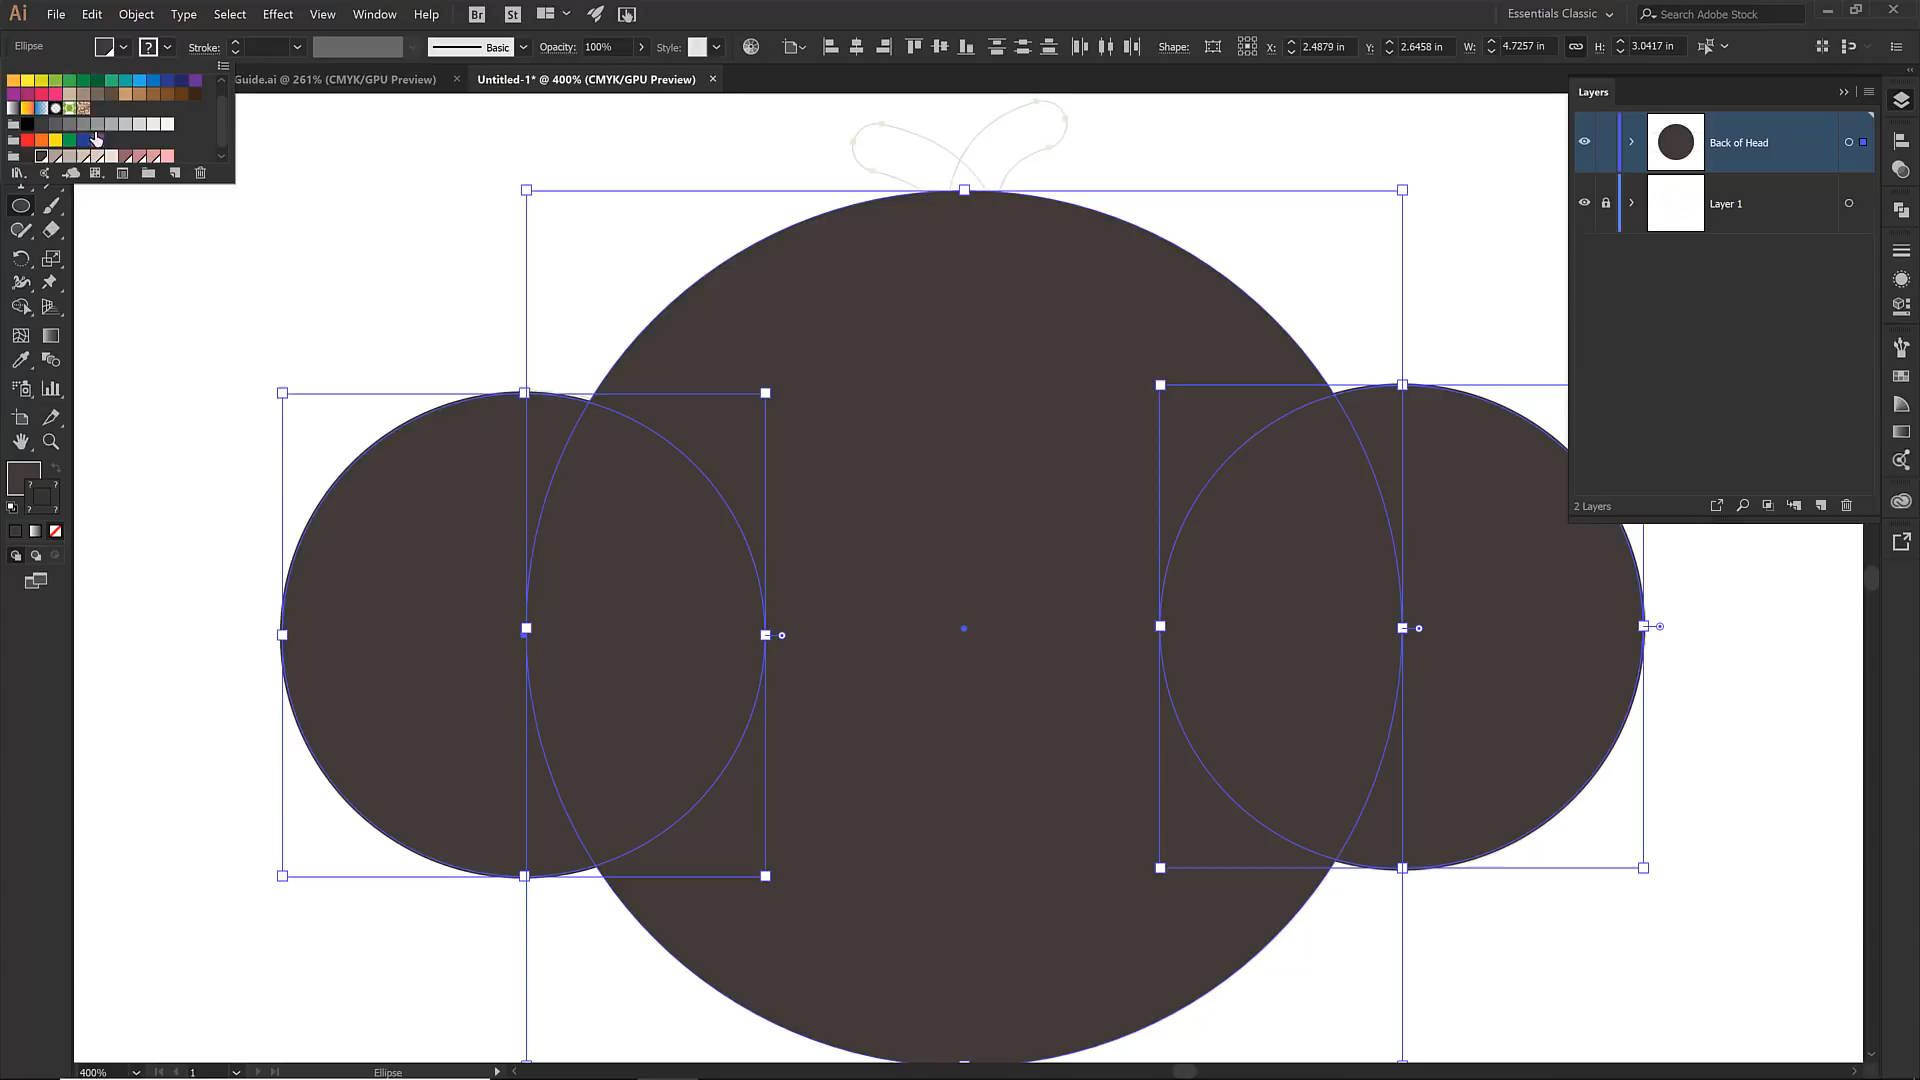 Ai File Edit Object Type Select Effect View Window Help Br St Essentials Classic Search Adobe Stock
Ellipse ? Stroke: Basic Opacity: 100% Style: Shape: X: 2.4879 in Y: 2.6458 in W: 4.7257 in H: 3.0417 in
Guide.ai @ 261% (CMYK/GPU Preview) × Untitled-1* @ 400% (CMYK/GPU Preview) ×
Layers
Back of Head
Layer 1
? ?
? ?
2 Layers
400% 1 Ellipse